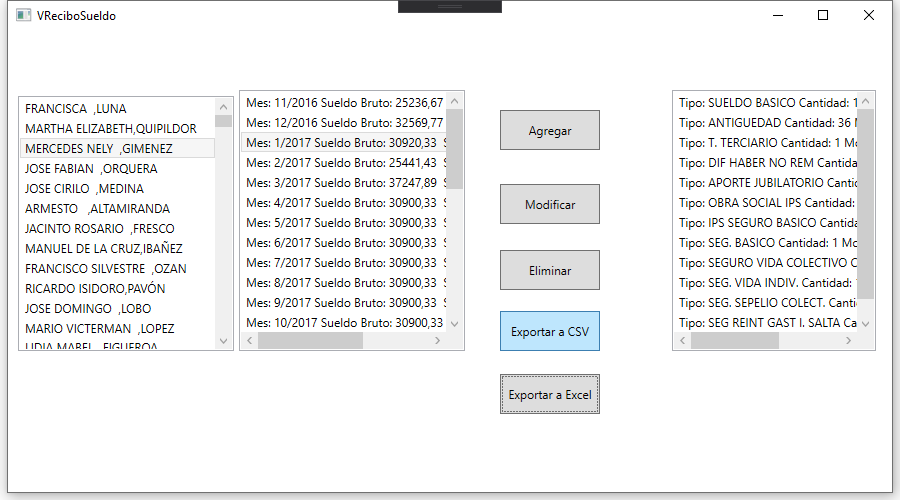 VReciboSueldo
FRANCISCA ,LUNA
MARTHA ELIZABETH,QUIPILDOR
MERCEDES NELY ,GIMENEZ
JOSE FABIAN ,ORQUERA
JOSE CIRILO ,MEDINA
ARMESTO ,ALTAMIRANDA
JACINTO ROSARIO ,FRESCO
MANUEL DE LA CRUZ,IBAÑEZ
FRANCISCO SILVESTRE ,OZAN
RICARDO ISIDORO,PAVÓN
JOSE DOMINGO ,LOBO
MARIO VICTERMAN ,LOPEZ
LIDIA MABEL ,FIGUEROA
Mes: 11/2016 Sueldo Bruto: 25236,67
Mes: 12/2016 Sueldo Bruto: 32569,77
Mes: 1/2017 Sueldo Bruto: 30920,33 S
Mes: 2/2017 Sueldo Bruto: 25441,43 S
Mes: 3/2017 Sueldo Bruto: 37247,89 S
Mes: 4/2017 Sueldo Bruto: 30900,33 S
Mes: 5/2017 Sueldo Bruto: 30900,33 S
Mes: 6/2017 Sueldo Bruto: 30900,33 S
Mes: 7/2017 Sueldo Bruto: 30900,33 S
Mes: 8/2017 Sueldo Bruto: 30900,33 S
Mes: 9/2017 Sueldo Bruto: 30900,33 S
Mes: 10/2017 Sueldo Bruto: 30900,33
Agregar
Modificar
Eliminar
Exportar a CSV
Exportar a Excel
Tipo: SUELDO BASICO Cantidad: 1
Tipo: ANTIGUEDAD Cantidad: 36 M
Tipo: T. TERCIARIO Cantidad: 1 Mo
Tipo: DIF HABER NO REM Cantida
Tipo: APORTE JUBILATORIO Cantid
Tipo: OBRA SOCIAL IPS Cantidad:
Tipo: IPS SEGURO BASICO Cantida
Tipo: SEG. BASICO Cantidad: 1 Mo
Tipo: SEGURO VIDA COLECTIVO C
Tipo: SEG. VIDA INDIV. Cantidad:
Tipo: SEG. SEPELIO COLECT. Canti
Tipo: SEG REINT GAST I. SALTA Ca